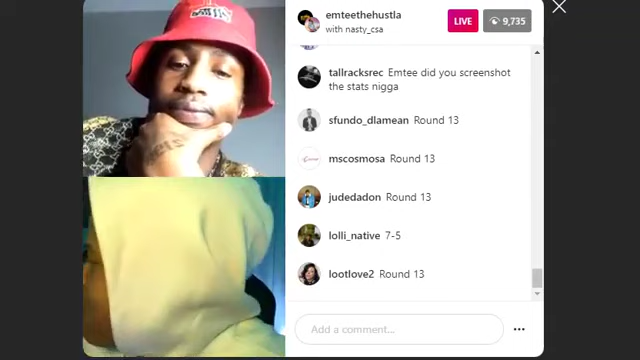 emteethehustla
with nasty_csa
LIVE
9,735
tallracksrec Emtee did you screenshot
the stats nigga
sfundo_dlamean Round 13
mscosmosa Round 13
judedadon Round 13
lolli_native 7-5
lootlove2 Round 13
Add a comment...